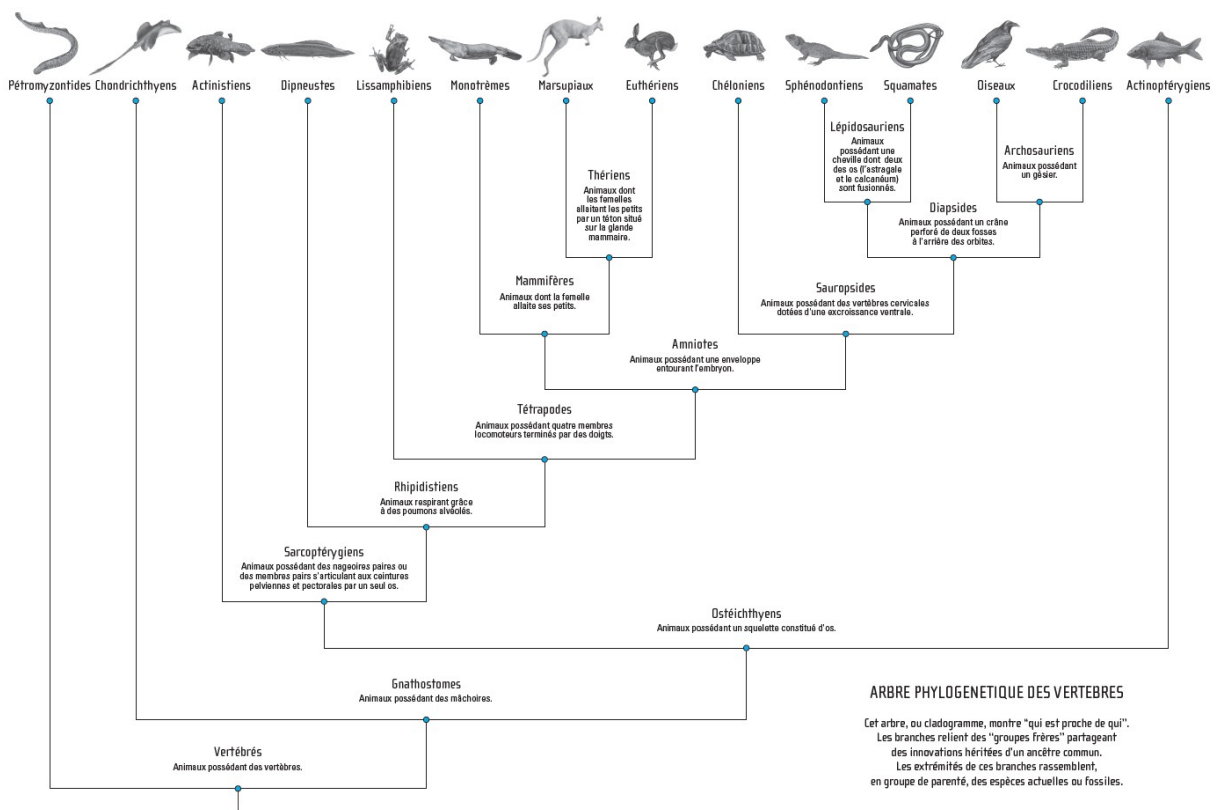 Pétromyzontides
Chondrichthyens
Actinistiens
Dipneustes
Lissamphibiens
Monotrèmes
Marsupiaux
Euthériens
Chéloniens
Sphénodontiens
Squamates
Oiseaux
Crocodiliens
Actinoptérygiens
Lépidosauriens
Animaux
possédant une
cheville dont deux
des os (l'astragale
et le calcanéum)
sont fusionnés.
Archosauriens
Animaux possédant
un gésier.
Thériens
Animaux dont
les femelles
allaitent les petits
par un téton situé
sur la glande
mammaire.
Diapsides
Animaux possédant un crâne
perforé de deux fosses
à l'arrière des orbites.
Mammifères
Animaux dont la femelle
allaite ses petits.
Sauropsides
Animaux possédant des vertèbres cervicales
dotées d'une excroissance ventrale.
Amniotes
Animaux possédant une enveloppe
entourant l'embryon.
Tétrapodes
Animaux possédant quatre membres
locomoteurs terminés par des doigts.
Rhipidistiens
Animaux respirant grâce
à des poumons alvéolés.
Sarcoptérygiens
Animaux possédant des nageoires paires ou
des membres pairs s'articulant aux ceintures
pelviennes et pectorales par un seul os.
Ostéichthyens
Animaux possédant un squelette constitué d'os.
Gnathostomes
Animaux possédant des mâchoires.
Vertébrés
Animaux possédant des vertèbres.
ARBRE PHYLOGENETIQUE DES VERTEBRES
Cet arbre, ou cladogramme, montre "qui est proche de qui".
Les branches relient des "groupes frères" partageant
des innovations héritées d'un ancêtre commun.
Les extrémités de ces branches rassemblent,
en groupe de parenté, des espèces actuelles ou fossiles.